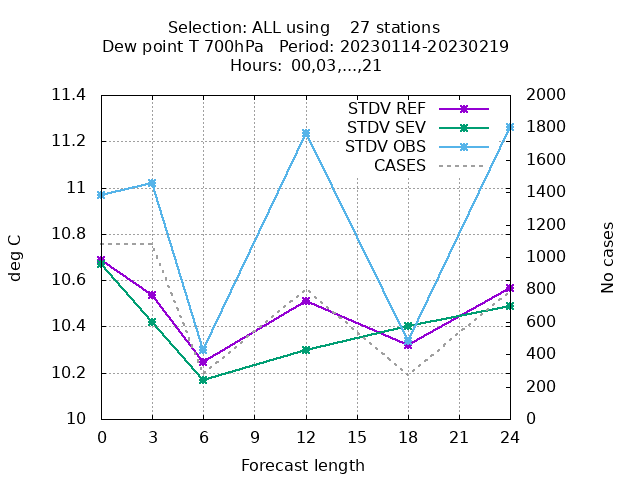 Selection: ALL using    27 stations
Dew point T 700hPa   Period: 20230114-20230219
Hours:  00,03,...,21
STDV REF
STDV SEV
STDV OBS
CASES
11.4
11.2
11
10.8
10.6
10.4
10.2
10
deg C
2000
1800
1600
1400
1200
1000
800
600
400
200
0
No cases
0 3 6 9 12 15 18 21 24
Forecast length